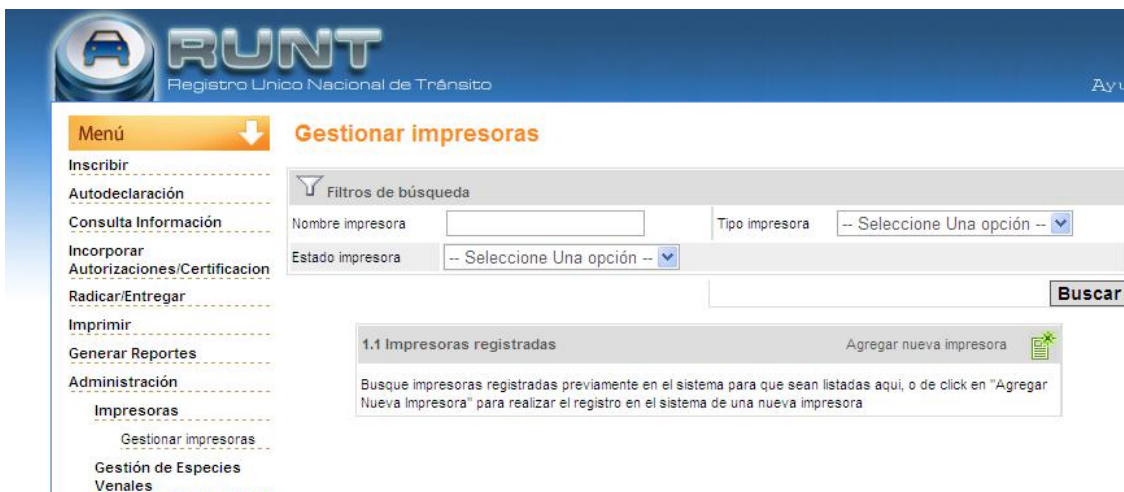 RUNT
Registro Unico Nacional de Tránsito
Menú
Inscribir
Autodeclaración
Consulta Información
Incorporar
Autorizaciones/Certificacion
Radicar/Entregar
Imprimir
Generar Reportes
Administración
Impresoras
Gestionar impresoras
Gestión de Especies
Venales
Gestionar impresoras
Filtros de búsqueda
Nombre impresora
Tipo impresora -- Seleccione Una opción --
Estado impresora -- Seleccione Una opción --
Buscar
1.1 Impresoras registradas Agregar nueva impresora
Busque impresoras registradas previamente en el sistema para que sean listadas aqui, o de click en "Agregar
Nueva Impresora" para realizar el registro en el sistema de una nueva impresora